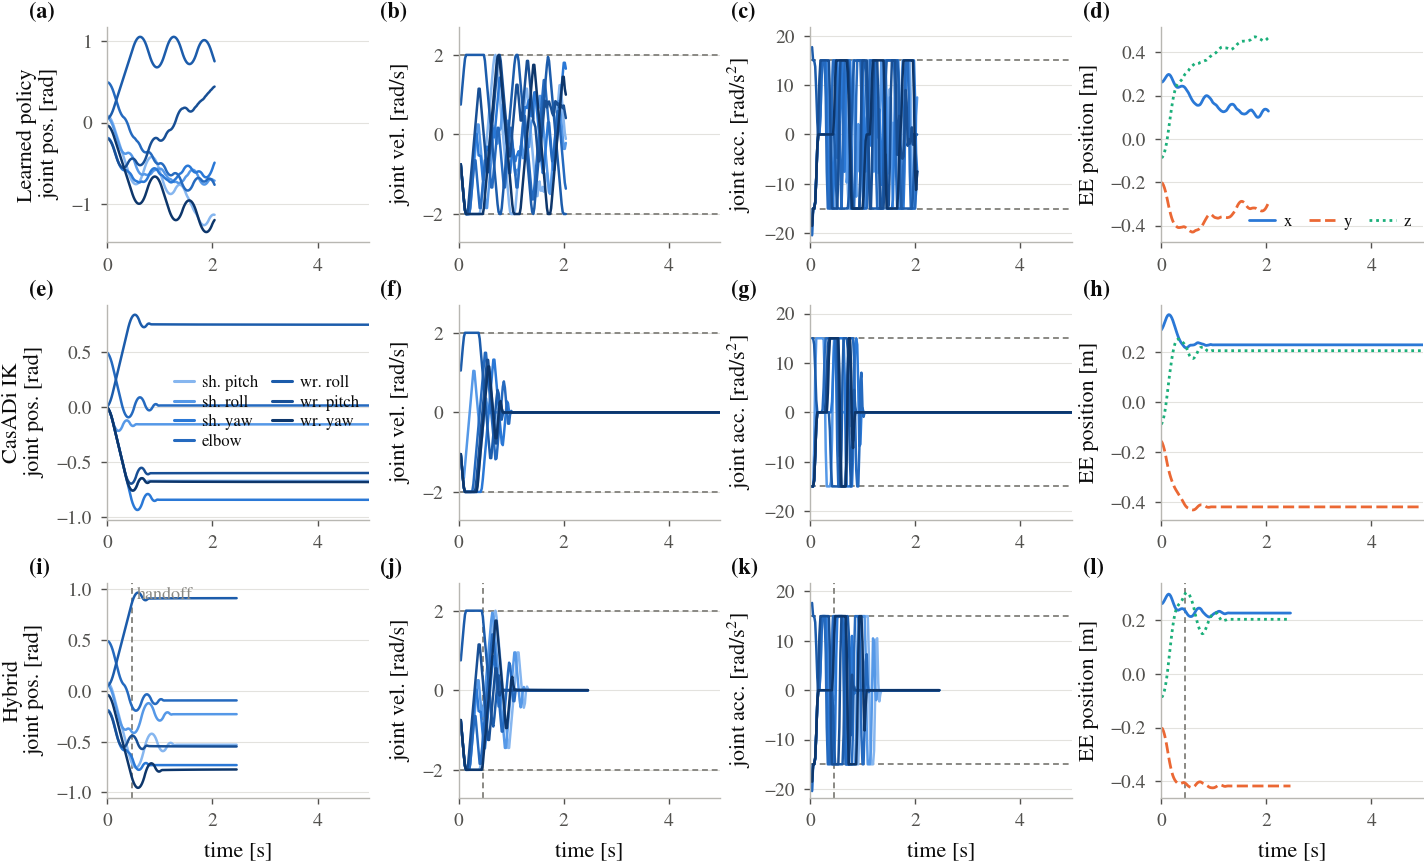 (a) (b) (c) (d)
Learned policy
joint pos. [rad]
1
0
−1
0 2 4
joint vel. [rad/s]
2
0
−2
0 2 4
joint acc. [rad/s²]
20
10
0
−10
−20
0 2 4
EE position [m]
0.4
0.2
0.0
−0.2
−0.4
x y z
0 2 4
(e) (f) (g) (h)
CasADi IK
joint pos. [rad]
0.5
0.0
−0.5
−1.0
sh. pitch wr. roll
sh. roll wr. pitch
sh. yaw wr. yaw
elbow
0 2 4
joint vel. [rad/s]
2
0
−2
0 2 4
joint acc. [rad/s²]
20
10
0
−10
−20
0 2 4
EE position [m]
0.2
0.0
−0.2
−0.4
0 2 4
(i) (j) (k) (l)
Hybrid
joint pos. [rad]
1.0
0.5
0.0
−0.5
−1.0
handoff
0 2 4
time [s]
joint vel. [rad/s]
2
0
−2
0 2 4
time [s]
joint acc. [rad/s²]
20
10
0
−10
−20
0 2 4
time [s]
EE position [m]
0.2
0.0
−0.2
−0.4
0 2 4
time [s]